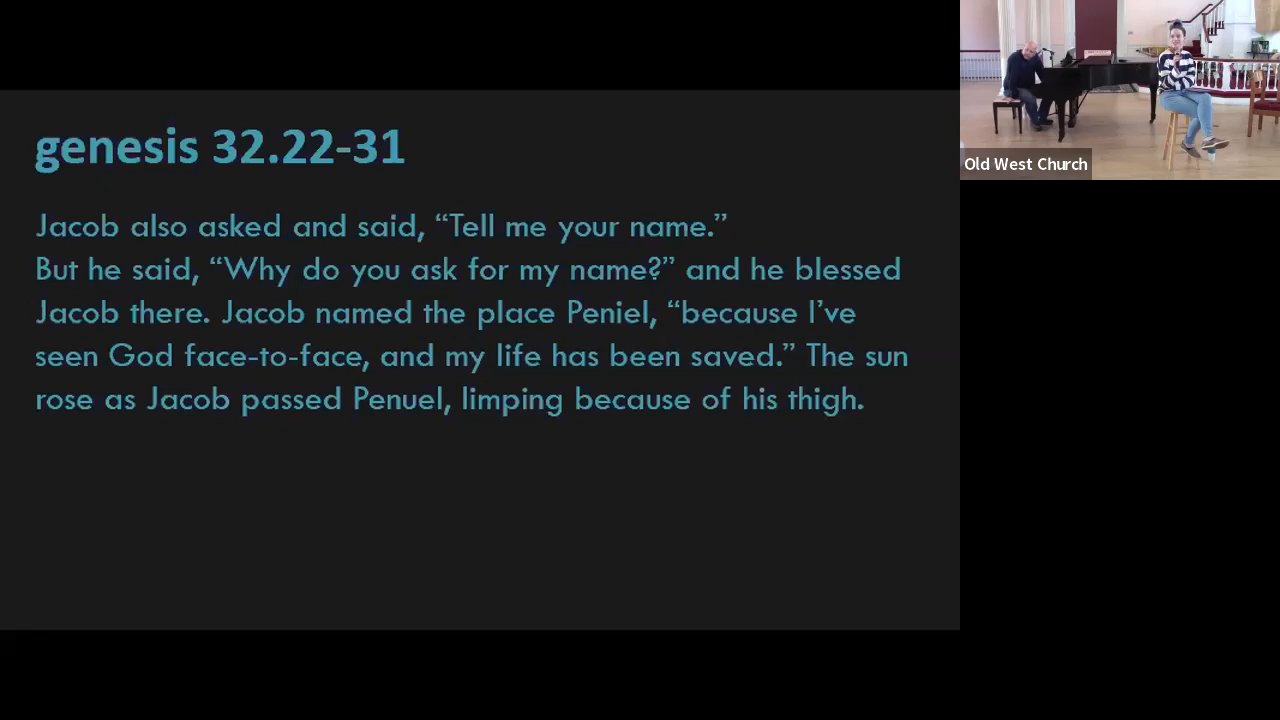 genesis 32.22-31
Jacob also asked and said, “Tell me your name.”
But he said, “Why do you ask for my name?” and he blessed
Jacob there. Jacob named the place Peniel, “because I’ve
seen God face-to-face, and my life has been saved.” The sun
rose as Jacob passed Penuel, limping because of his thigh.
Old West Church